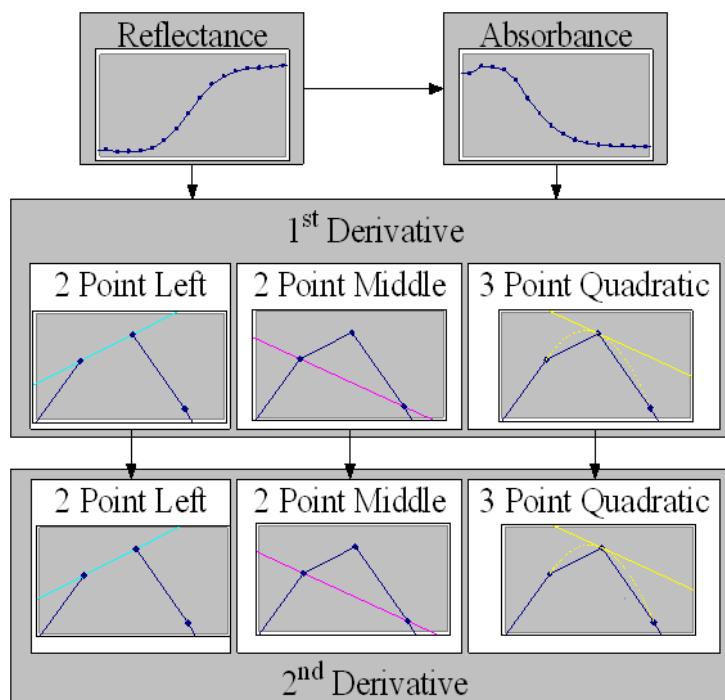 Reflectance
Absorbance
1st Derivative
2 Point Left
2 Point Middle
3 Point Quadratic
2 Point Left
2 Point Middle
3 Point Quadratic
2nd Derivative